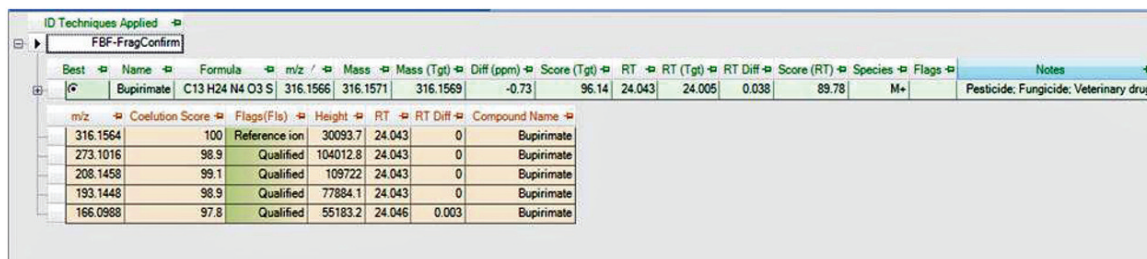 ID Techniques Applied
FBF-FragConfirm
Best Name Formula m/z Mass Mass (Tgt) Diff (ppm) Score (Tgt) RT RT (Tgt) RT Diff Score (RT) Species Flags Notes
Bupirimate C13 H24 N4 O3 S 316.1566 316.1571 316.1569 -0.73 96.14 24.043 24.005 0.038 89.78 M+ Pesticide; Fungicide; Veterinary drug
m/z Coelution Score Flags(FIs) Height RT RT Diff Compound Name
316.1564 100 Reference ion 30093.7 24.043 0 Bupirimate
273.1016 98.9 Qualified 104012.8 24.043 0 Bupirimate
208.1458 99.1 Qualified 109722 24.043 0 Bupirimate
193.1448 98.9 Qualified 77884.1 24.043 0 Bupirimate
166.0988 97.8 Qualified 55183.2 24.046 0.003 Bupirimate